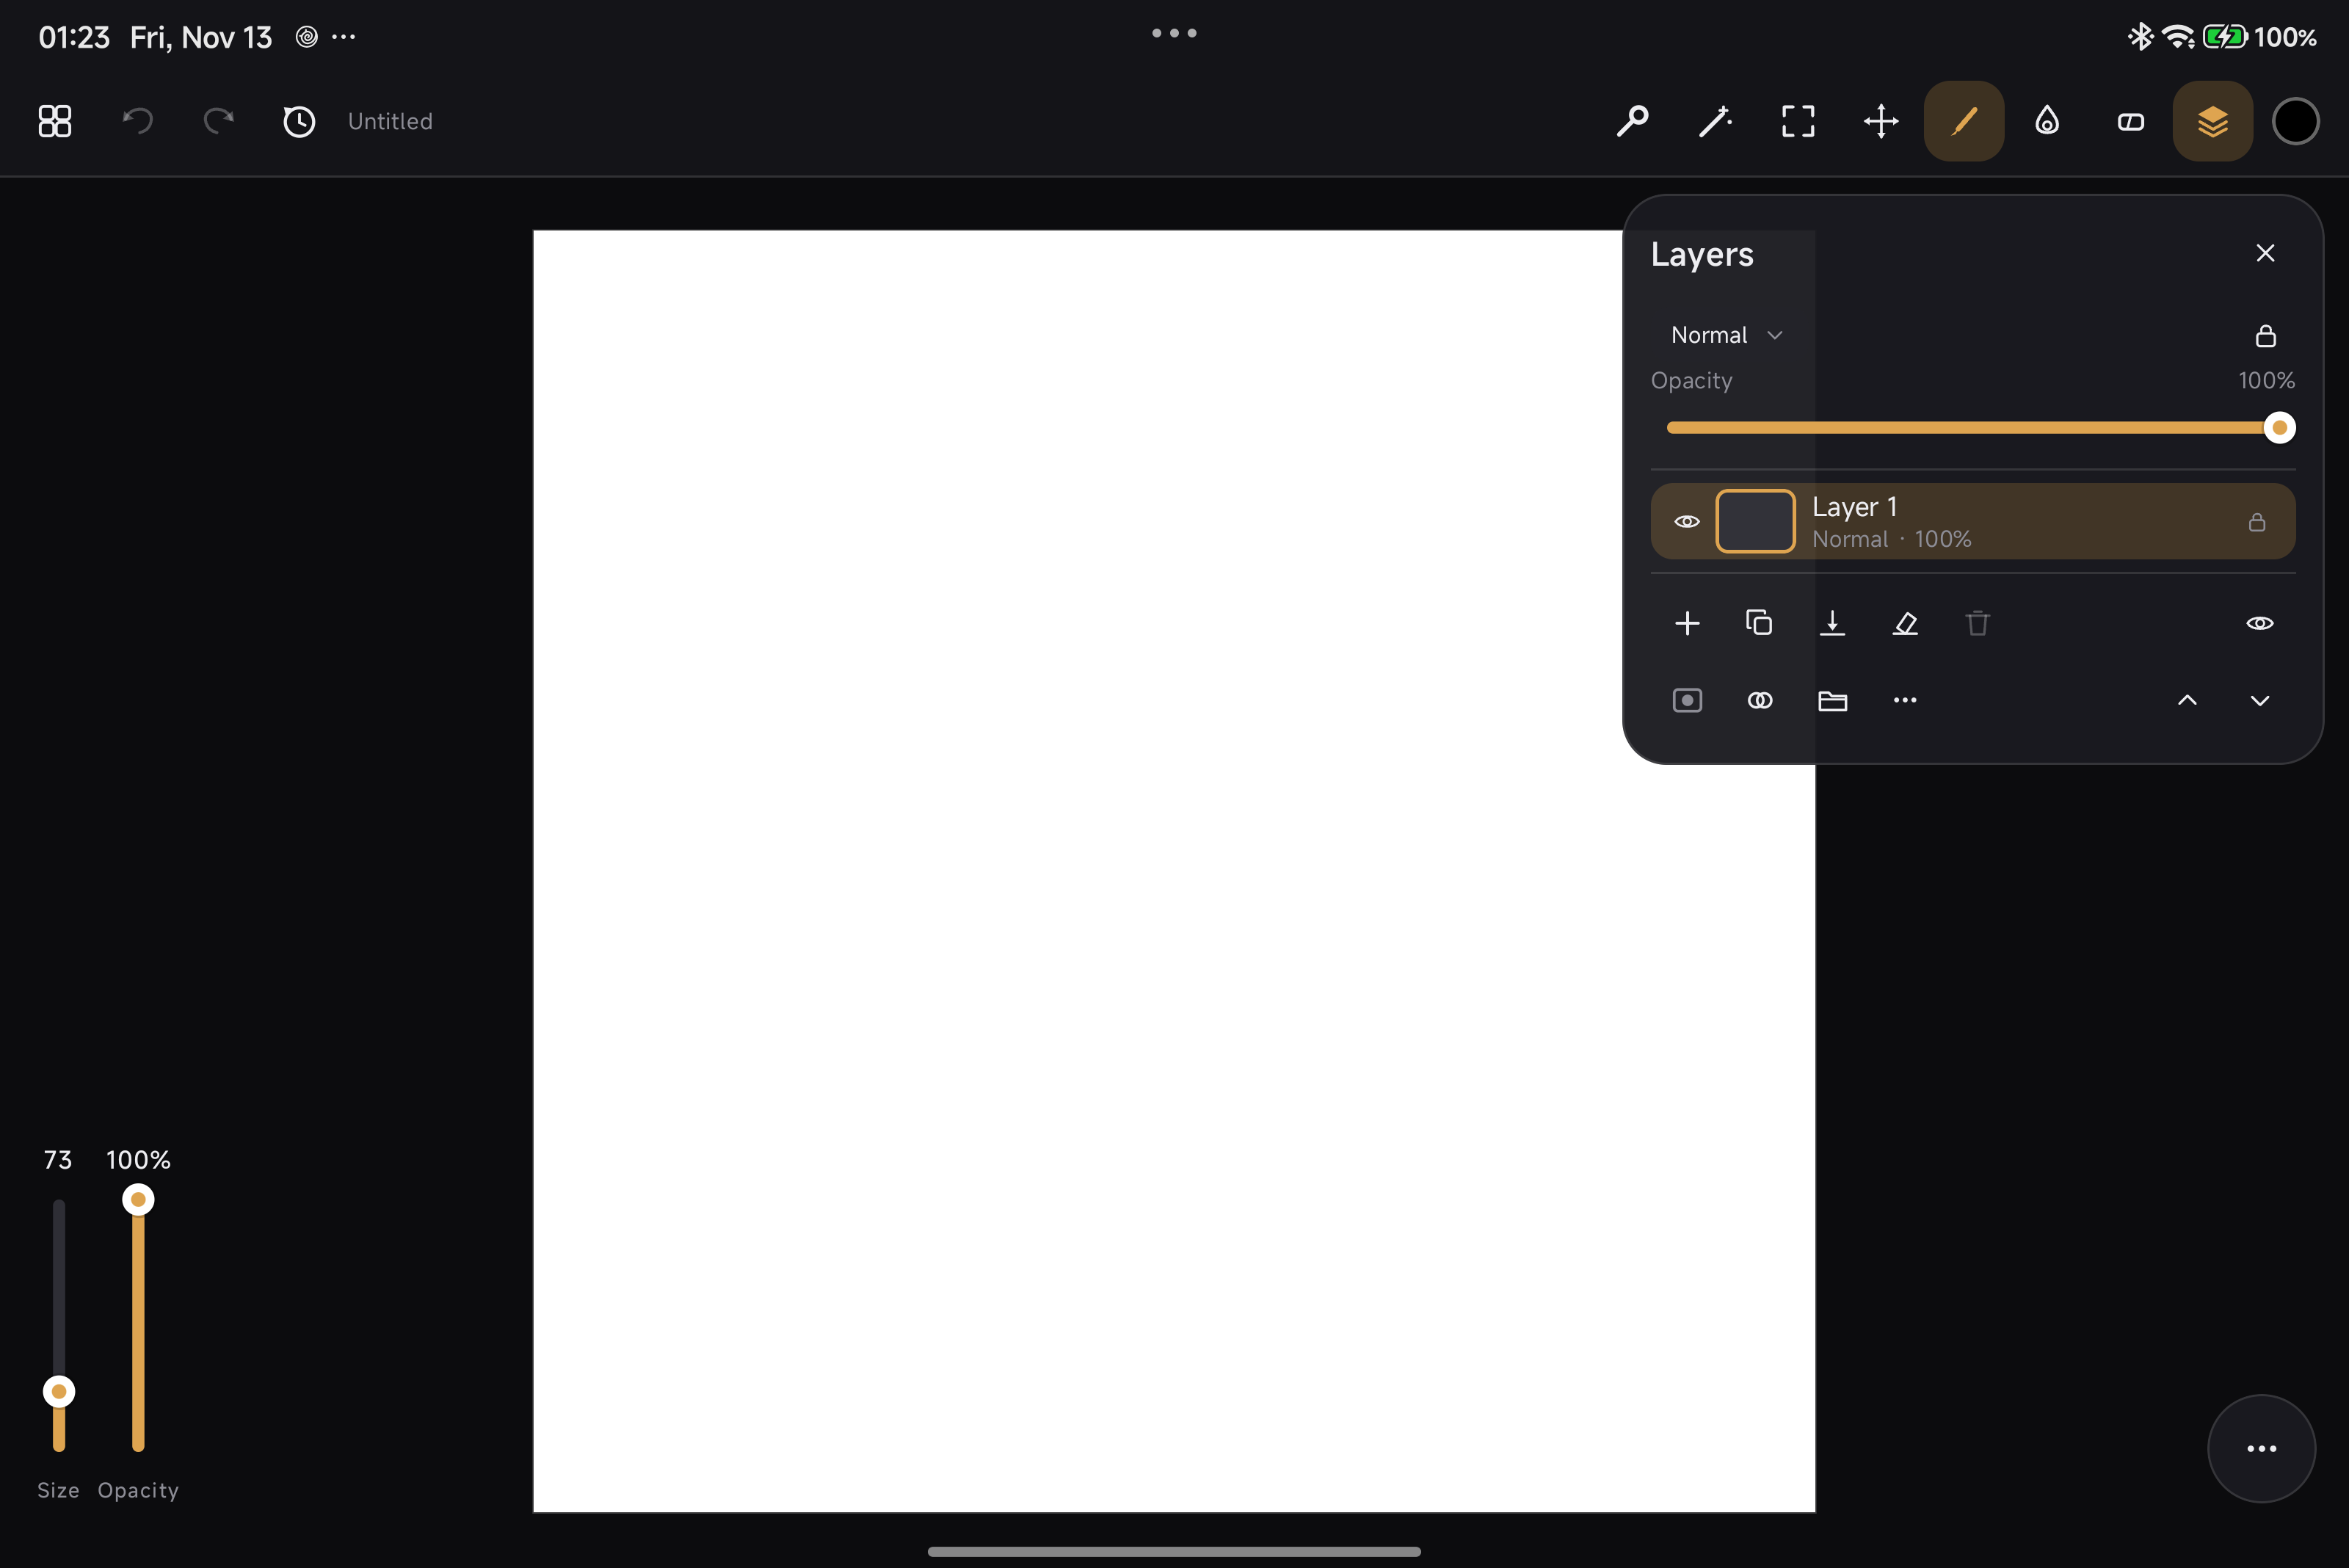 01:23 Fri, Nov 13
100%
Untitled
Layers
Normal
Opacity 100%
Layer 1
Normal · 100%
73 100%
Size Opacity